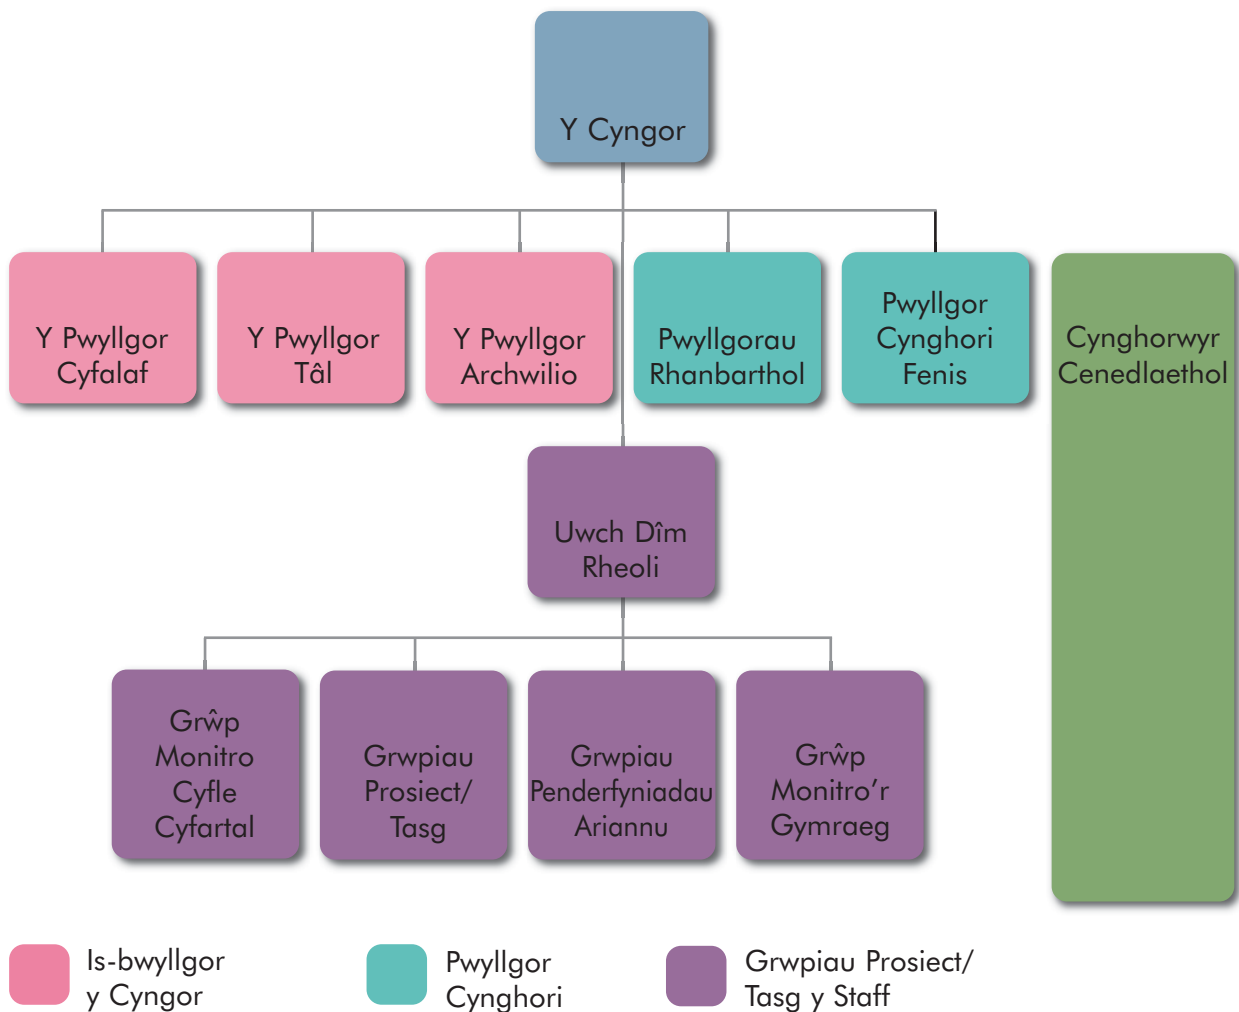 Y Cyngor
Y Pwyllgor
Cyfalaf
Y Pwyllgor
Tâl
Y Pwyllgor
Archwilio
Pwyllgorau
Rhanbarthol
Pwyllgor
Cynghori
Fenis
Cynghorwyr
Cenedlaethol
Uwch Dîm
Rheoli
Grŵp
Monitro
Cyfle
Cyfartal
Grwpiau
Prosiect/
Tasg
Grwpiau
Penderfyniadau
Ariannu
Grŵp
Monitro’r
Gymraeg
Is-bwyllgor
y Cyngor
Pwyllgor
Cynghori
Grwpiau Prosiect/
Tasg y Staff